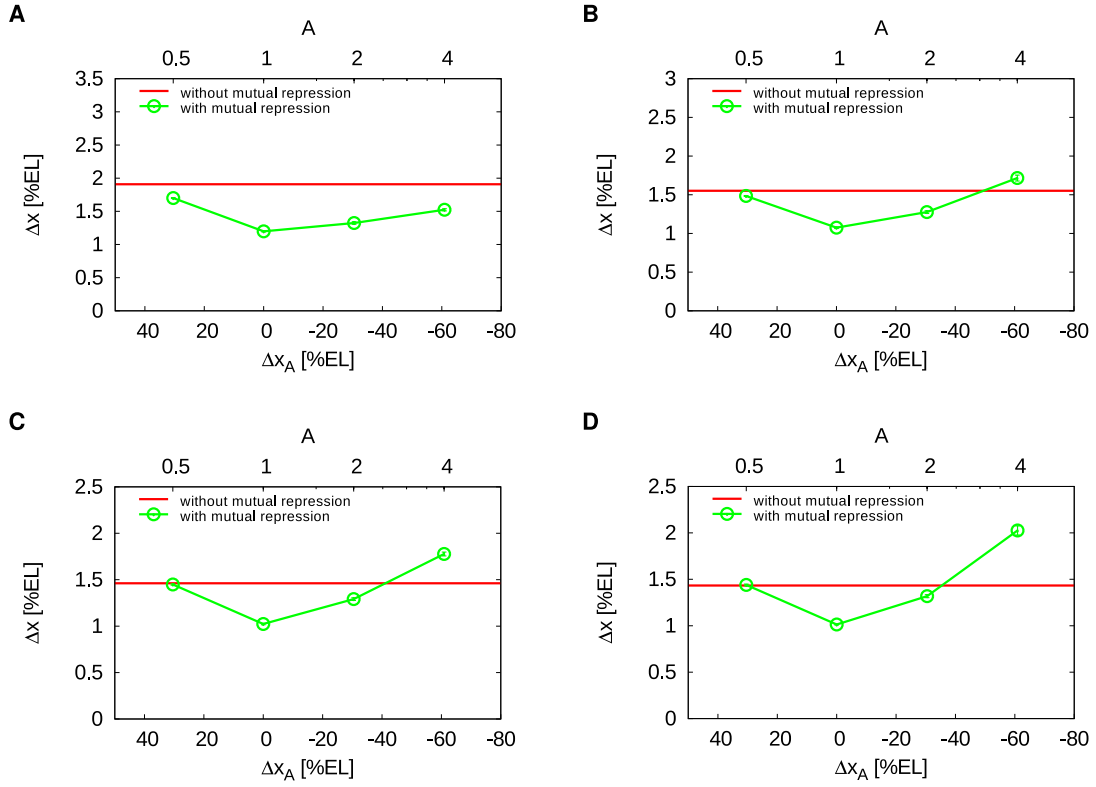 A
A
0.5 1 2 4
3.5
3
2.5
2
1.5
1
0.5
0
Δx [%EL]
without mutual repression
with mutual repression
40 20 0 -20 -40 -60 -80
Δx_A [%EL]
B
A
0.5 1 2 4
3
2.5
2
1.5
1
0.5
0
Δx [%EL]
without mutual repression
with mutual repression
40 20 0 -20 -40 -60 -80
Δx_A [%EL]
C
A
0.5 1 2 4
2.5
2
1.5
1
0.5
0
Δx [%EL]
without mutual repression
with mutual repression
40 20 0 -20 -40 -60 -80
Δx_A [%EL]
D
A
0.5 1 2 4
2.5
2
1.5
1
0.5
0
Δx [%EL]
without mutual repression
with mutual repression
40 20 0 -20 -40 -60 -80
Δx_A [%EL]